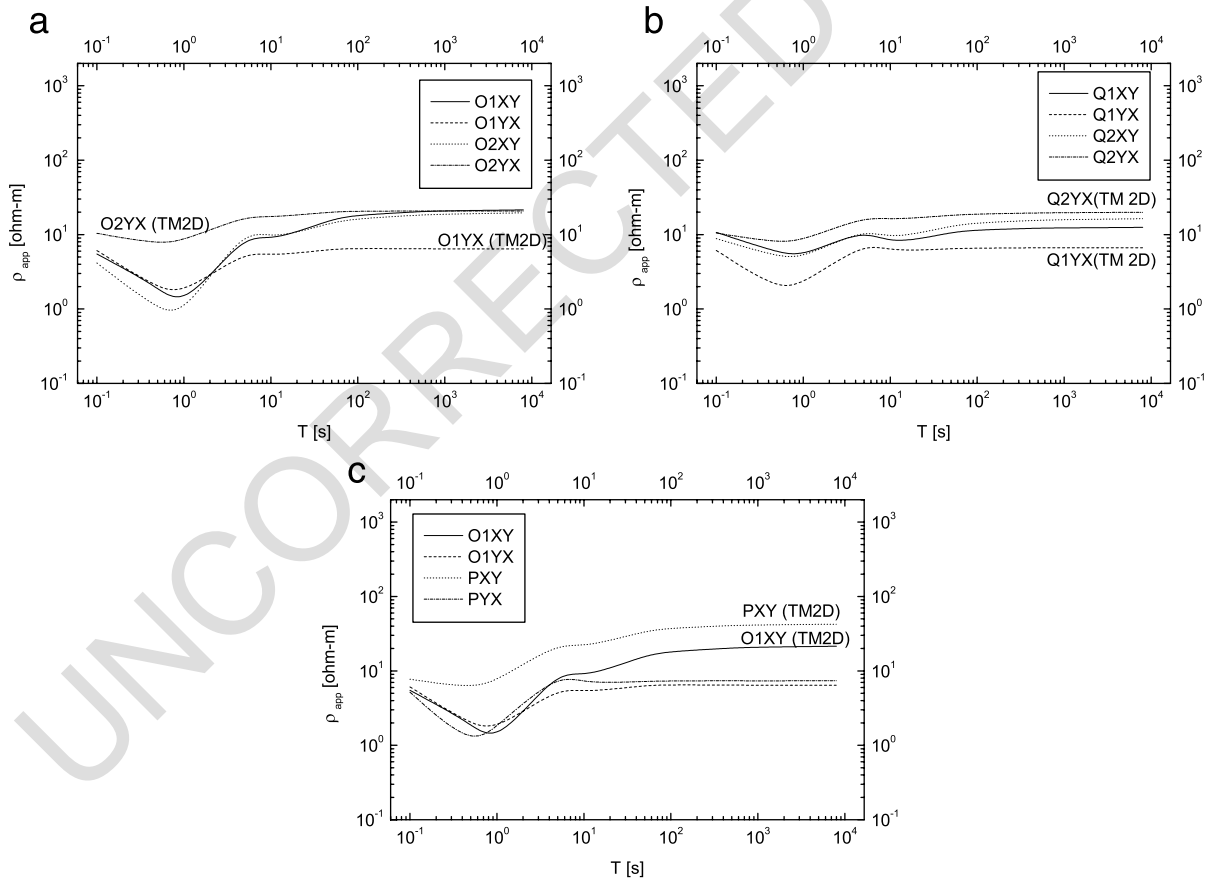 a
10⁻¹ 10⁰ 10¹ 10² 10³ 10⁴
10³ 10³
10² 10²
10¹ 10¹
10⁰ 10⁰
10⁻¹ 10⁻¹
10⁻¹ 10⁰ 10¹ 10² 10³ 10⁴
ρ app [ohm-m]
T [s]
O1XY
O1YX
O2XY
O2YX
O2YX (TM2D)
O1YX (TM2D)
b
10⁻¹ 10⁰ 10¹ 10² 10³ 10⁴
10³ 10³
10² 10²
10¹ 10¹
10⁰ 10⁰
10⁻¹ 10⁻¹
10⁻¹ 10⁰ 10¹ 10² 10³ 10⁴
ρ app [ohm-m]
T [s]
Q1XY
Q1YX
Q2XY
Q2YX
Q2YX(TM 2D)
Q1YX(TM 2D)
c
10⁻¹ 10⁰ 10¹ 10² 10³ 10⁴
10³ 10³
10² 10²
10¹ 10¹
10⁰ 10⁰
10⁻¹ 10⁻¹
10⁻¹ 10⁰ 10¹ 10² 10³ 10⁴
ρ app [ohm-m]
T [s]
O1XY
O1YX
PXY
PYX
PXY (TM2D)
O1XY (TM2D)
UNCORRECTED